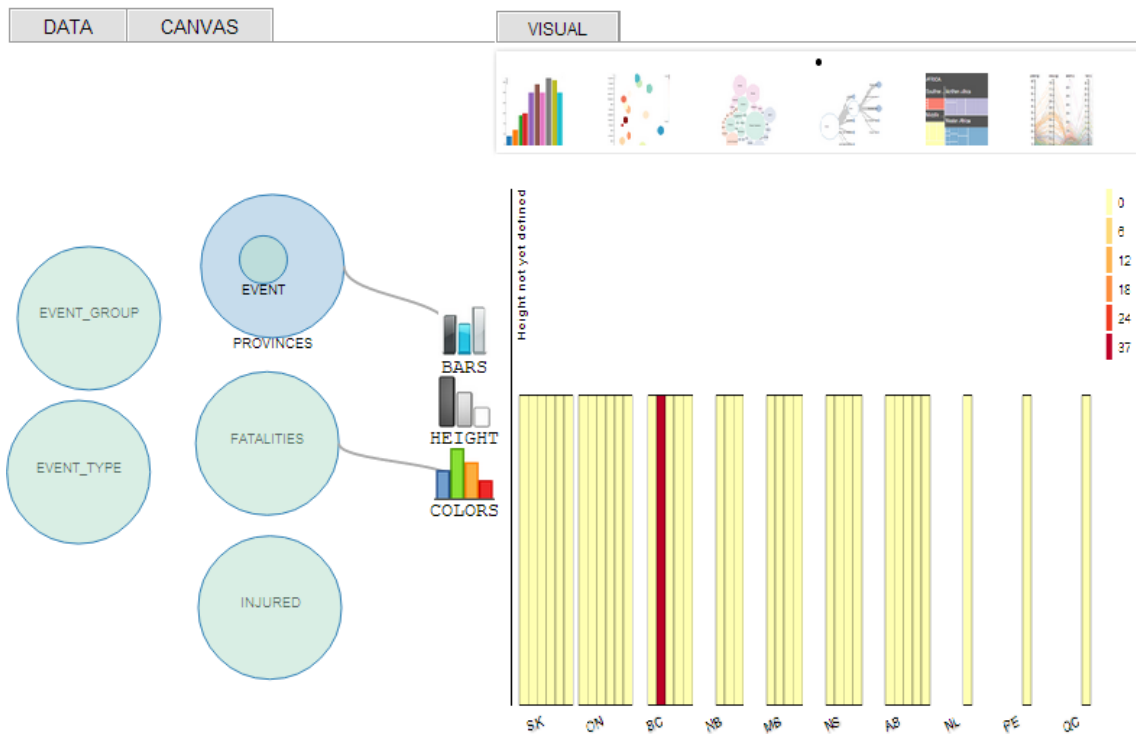 DATA
CANVAS
VISUAL
EVENT_GROUP
EVENT_TYPE
EVENT
PROVINCES
FATALITIES
INJURED
BARS
HEIGHT
COLORS
Height not yet defined
0
6
12
18
24
37
SK
ON
BC
NB
MB
NS
AB
NL
PE
QC